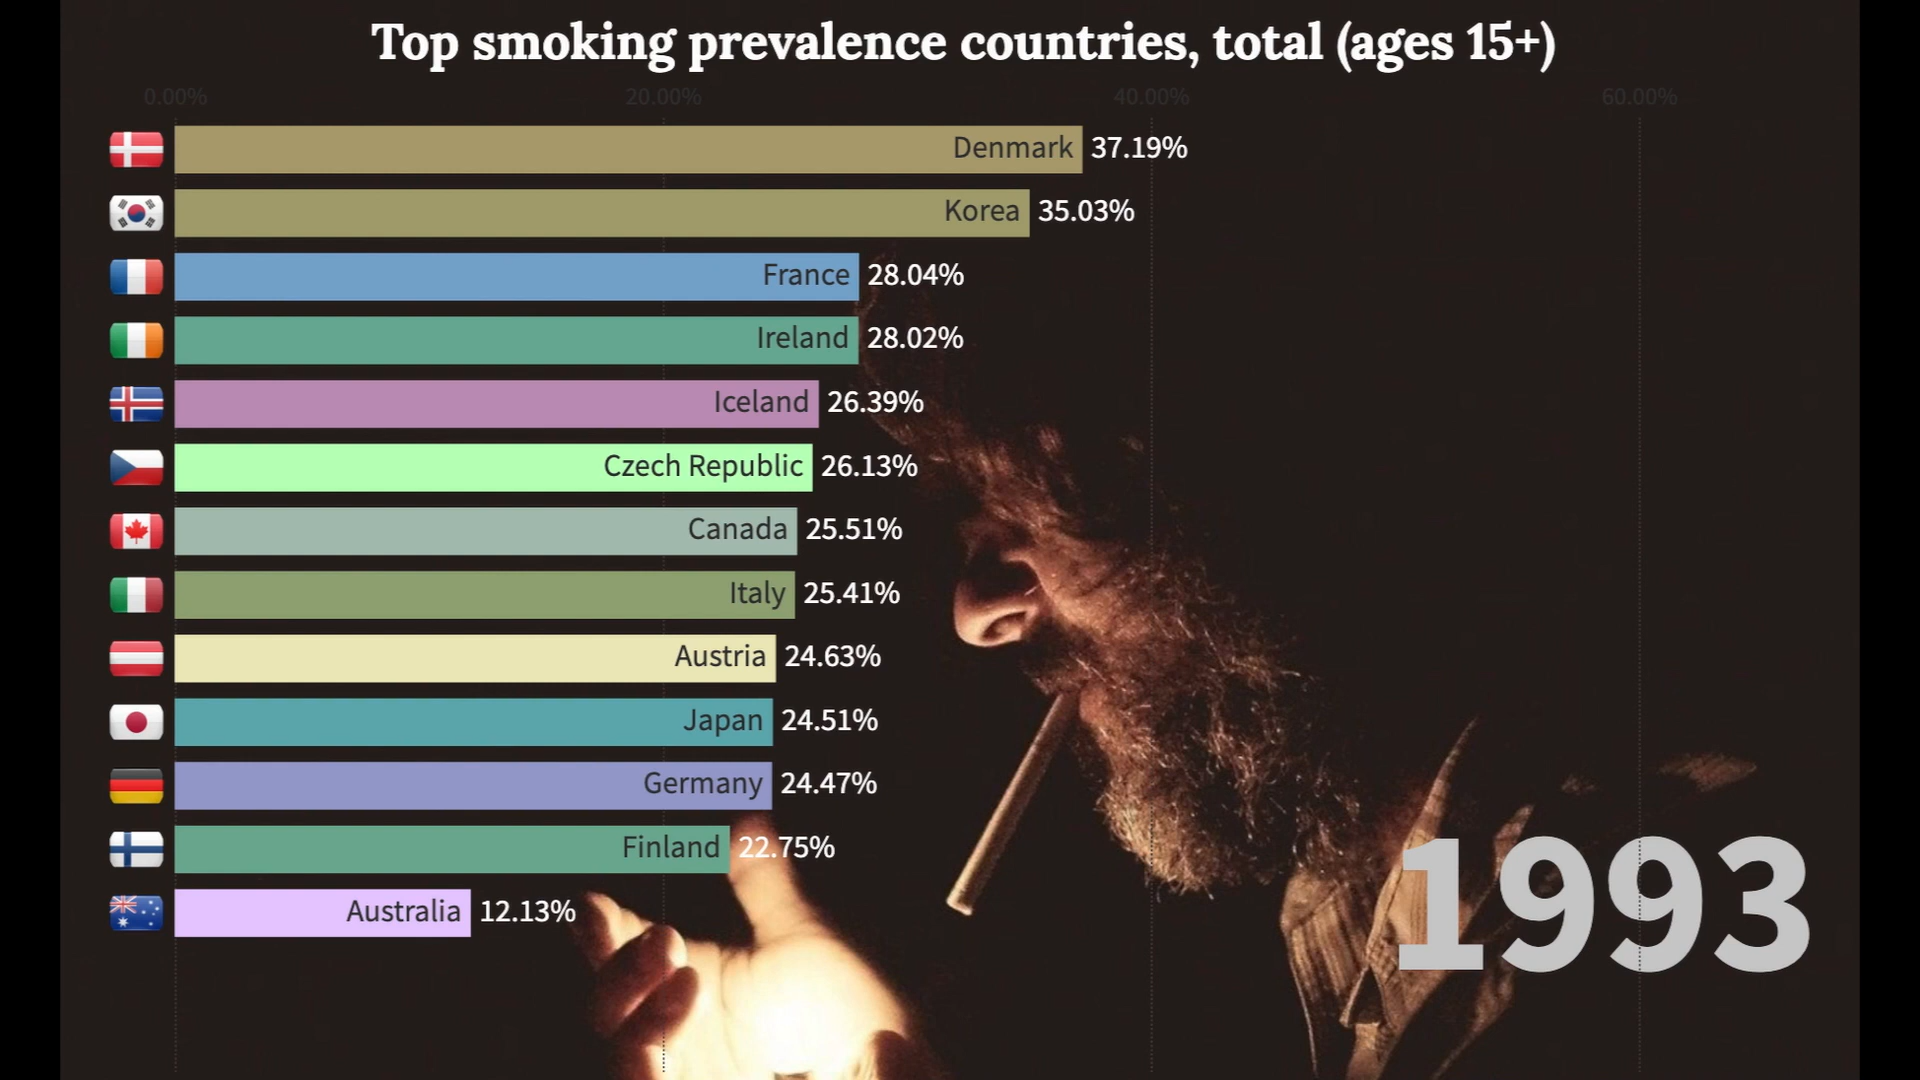 Top smoking prevalence countries, total (ages 15+)
0.00% 20.00% 40.00% 60.00%
Denmark 37.19%
Korea 35.03%
France 28.04%
Ireland 28.02%
Iceland 26.39%
Czech Republic 26.13%
Canada 25.51%
Italy 25.41%
Austria 24.63%
Japan 24.51%
Germany 24.47%
Finland 22.75%
Australia 12.13%
1993